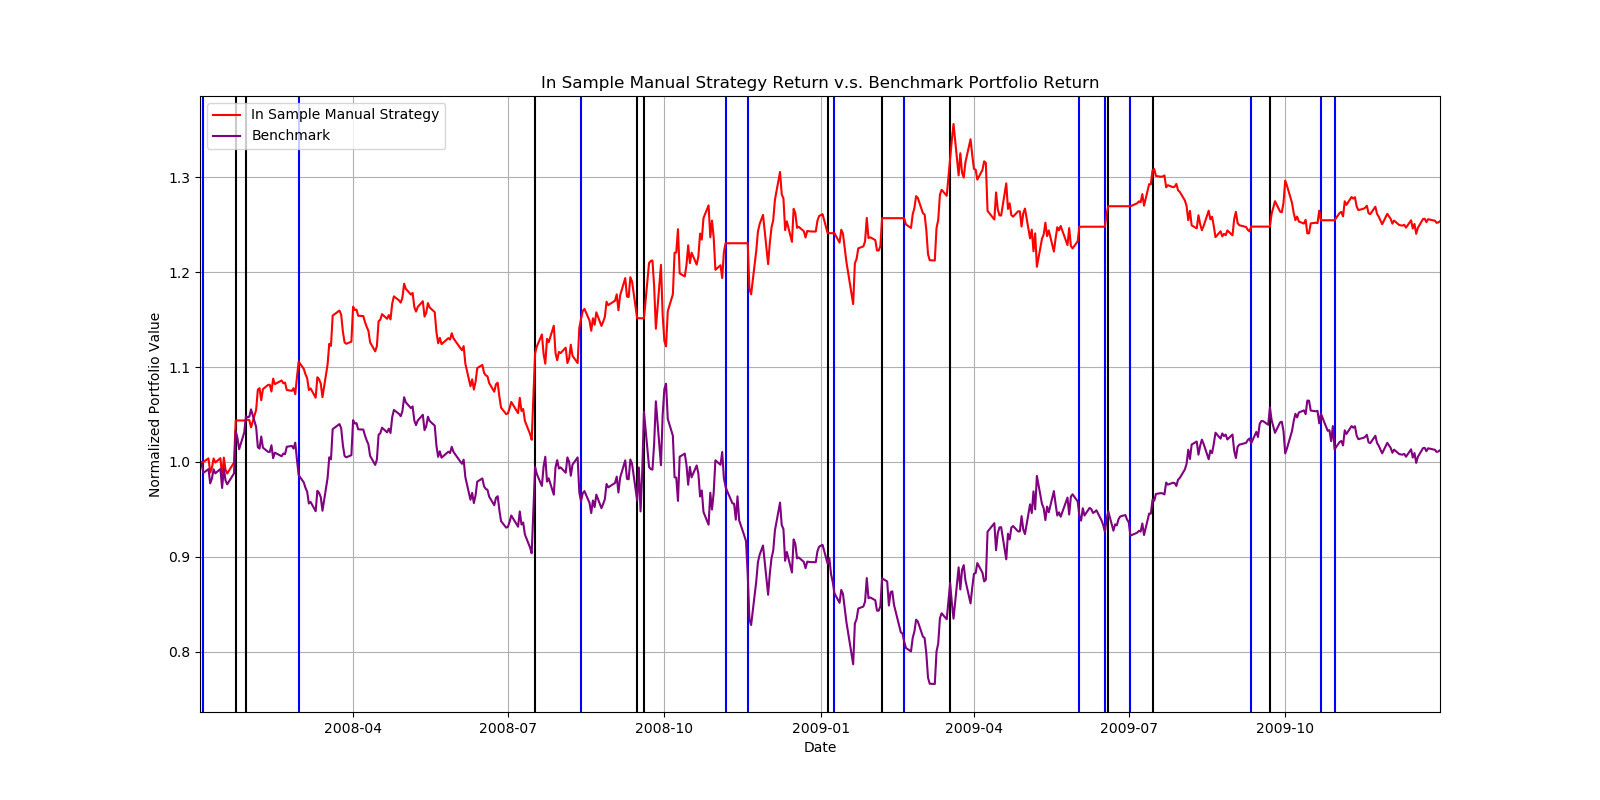 In Sample Manual Strategy Return v.s. Benchmark Portfolio Return
In Sample Manual Strategy
Benchmark
Normalized Portfolio Value
1.3
1.2
1.1
1.0
0.9
0.8
2008-04
2008-07
2008-10
2009-01
2009-04
2009-07
2009-10
Date